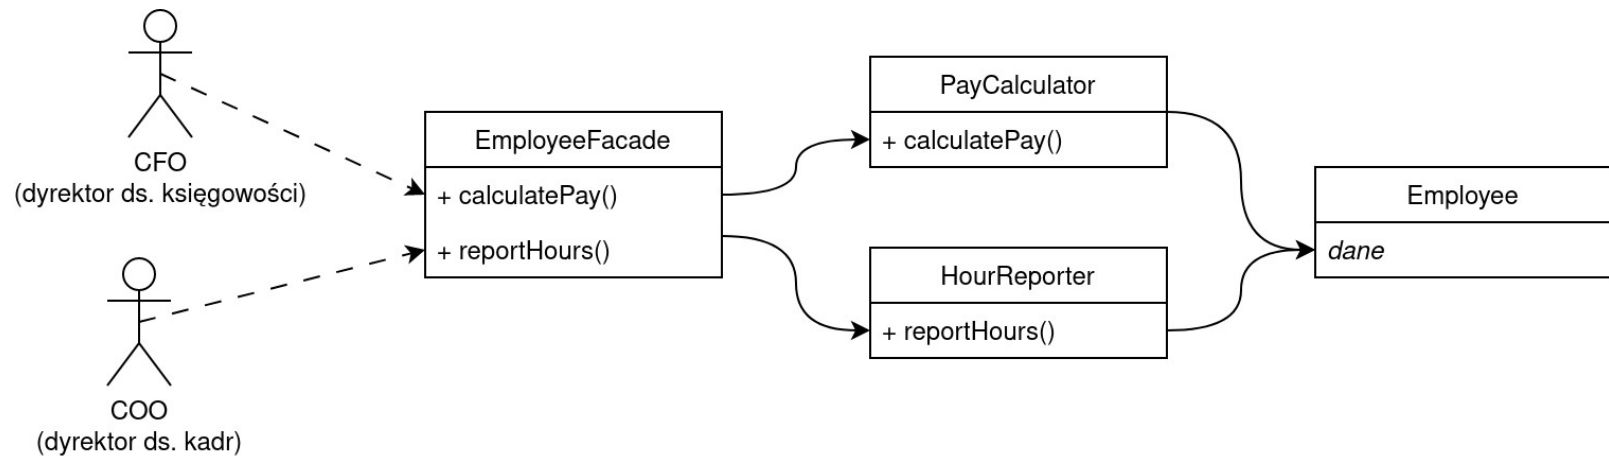 CFO
(dyrektor ds. księgowości)
COO
(dyrektor ds. kadr)
EmployeeFacade
+ calculatePay()
+ reportHours()
PayCalculator
+ calculatePay()
HourReporter
+ reportHours()
Employee
dane